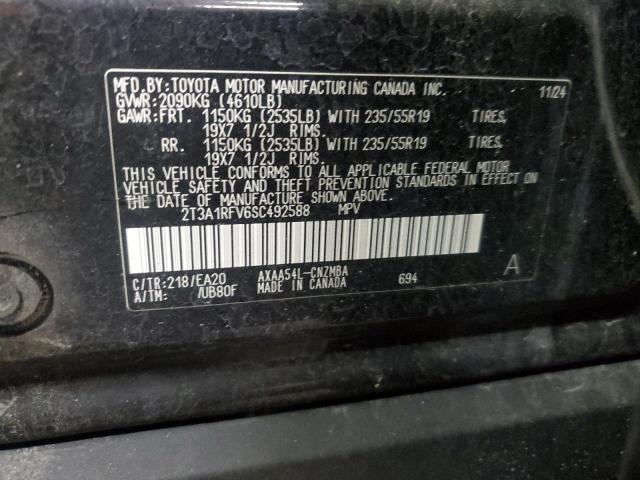 MFD.BY:TOYOTA MOTOR MANUFACTURING CANADA INC. 11/24
GVWR:2090KG (4610LB)
GAWR:FRT. 1150KG (2535LB) WITH 235/55R19 TIRES,
19X7 1/2J RIMS.
RR. 1150KG (2535LB) WITH 235/55R19 TIRES,
19X7 1/2J RIMS.
THIS VEHICLE CONFORMS TO ALL APPLICABLE FEDERAL MOTOR
VEHICLE SAFETY AND THEFT PREVENTION STANDARDS IN EFFECT ON
THE DATE OF MANUFACTURE SHOWN ABOVE.
2T3A1RFV6SC492588 MPV
C/TR:218/EA20 AXAA54L-CNZMBA A
A/TM: /UB80F MADE IN CANADA 694